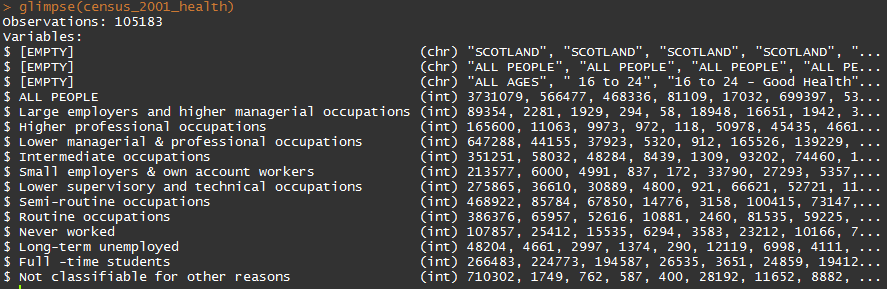 > glimpse(census_2001_health)
Observations: 105183
Variables:
$ [EMPTY] (chr) "SCOTLAND", "SCOTLAND", "SCOTLAND", "SCOTLAND", "...
$ [EMPTY] (chr) "ALL PEOPLE", "ALL PEOPLE", "ALL PEOPLE", "ALL PE...
$ [EMPTY] (chr) "ALL AGES", " 16 to 24", "16 to 24 - Good Health"...
$ ALL PEOPLE (int) 3731079, 566477, 468336, 81109, 17032, 699397, 53...
$ Large employers and higher managerial occupations (int) 89354, 2281, 1929, 294, 58, 18948, 16651, 1942, 3...
$ Higher professional occupations (int) 165600, 11063, 9973, 972, 118, 50978, 45435, 4661...
$ Lower managerial & professional occupations (int) 647288, 44155, 37923, 5320, 912, 165526, 139229, ...
$ Intermediate occupations (int) 351251, 58032, 48284, 8439, 1309, 93202, 74460, 1...
$ Small employers & own account workers (int) 213577, 6000, 4991, 837, 172, 33790, 27293, 5357,...
$ Lower supervisory and technical occupations (int) 275865, 36610, 30889, 4800, 921, 66621, 52721, 11...
$ Semi-routine occupations (int) 468922, 85784, 67850, 14776, 3158, 100415, 73147,...
$ Routine occupations (int) 386376, 65957, 52616, 10881, 2460, 81535, 59225, ...
$ Never worked (int) 107857, 25412, 15535, 6294, 3583, 23212, 10166, 7...
$ Long-term unemployed (int) 48204, 4661, 2997, 1374, 290, 12119, 6998, 4111, ...
$ Full -time students (int) 266483, 224773, 194587, 26535, 3651, 24859, 19412...
$ Not classifiable for other reasons (int) 710302, 1749, 762, 587, 400, 28192, 11652, 8882, ...